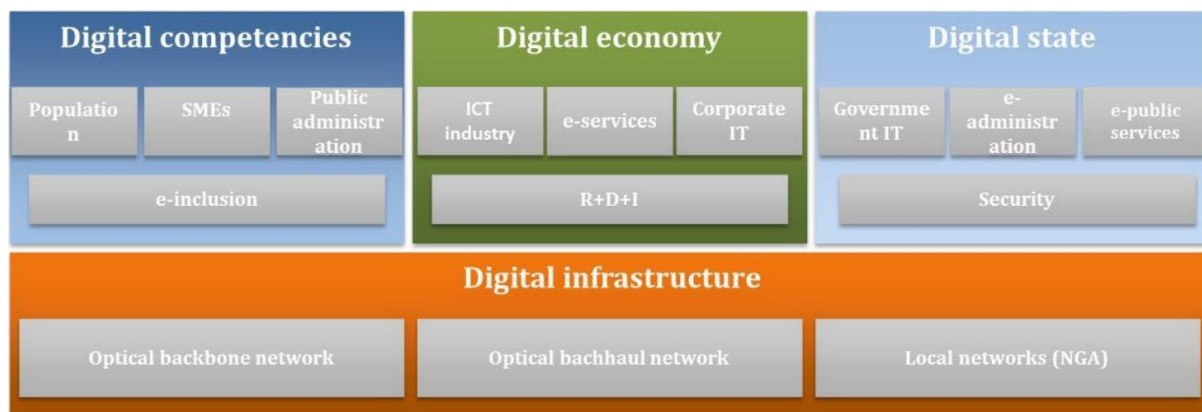 Digital competencies
Populatio
n
SMEs
Public
administr
ation
e-inclusion
Digital economy
ICT
industry
e-services
Corporate
IT
R+D+I
Digital state
Governme
nt IT
e-
administr
ation
e-public
services
Security
Digital infrastructure
Optical backbone network
Optical bachhaul network
Local networks (NGA)